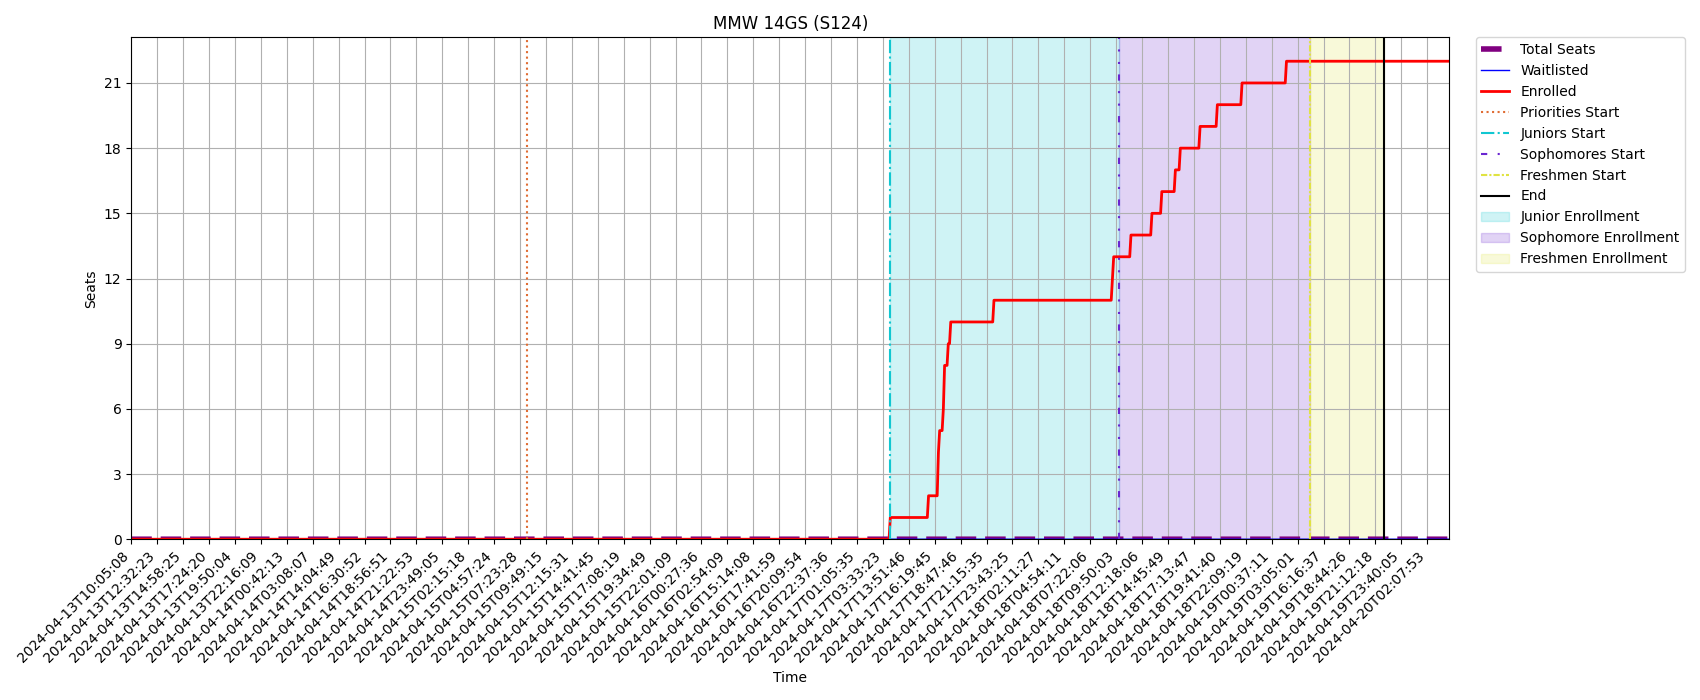 MMW 14GS (S124)
Total Seats
Waitlisted
Enrolled
Priorities Start
Juniors Start
Sophomores Start
Freshmen Start
End
Junior Enrollment
Sophomore Enrollment
Freshmen Enrollment
Seats
21
18
15
12
9
6
3
0
2024-04-13T10:05:08
2024-04-13T12:32:23
2024-04-13T14:58:25
2024-04-13T17:24:20
2024-04-13T19:50:04
2024-04-13T22:16:09
2024-04-14T00:42:13
2024-04-14T03:08:07
2024-04-14T14:04:49
2024-04-14T16:30:52
2024-04-14T18:56:51
2024-04-14T21:22:53
2024-04-14T23:49:05
2024-04-15T02:15:18
2024-04-15T04:57:24
2024-04-15T07:23:28
2024-04-15T09:49:15
2024-04-15T12:15:31
2024-04-15T14:41:45
2024-04-15T17:08:19
2024-04-15T19:34:49
2024-04-15T22:01:09
2024-04-16T00:27:36
2024-04-16T02:54:09
2024-04-16T15:14:08
2024-04-16T17:41:59
2024-04-16T20:09:54
2024-04-16T22:37:36
2024-04-17T01:05:35
2024-04-17T03:33:23
2024-04-17T13:51:46
2024-04-17T16:19:45
2024-04-17T18:47:46
2024-04-17T21:15:35
2024-04-17T23:43:25
2024-04-18T02:11:27
2024-04-18T04:54:11
2024-04-18T07:22:06
2024-04-18T09:50:03
2024-04-18T12:18:06
2024-04-18T14:45:49
2024-04-18T17:13:47
2024-04-18T19:41:40
2024-04-18T22:09:19
2024-04-19T00:37:11
2024-04-19T03:05:01
2024-04-19T16:16:37
2024-04-19T18:44:26
2024-04-19T21:12:18
2024-04-19T23:40:05
2024-04-20T02:07:53
Time